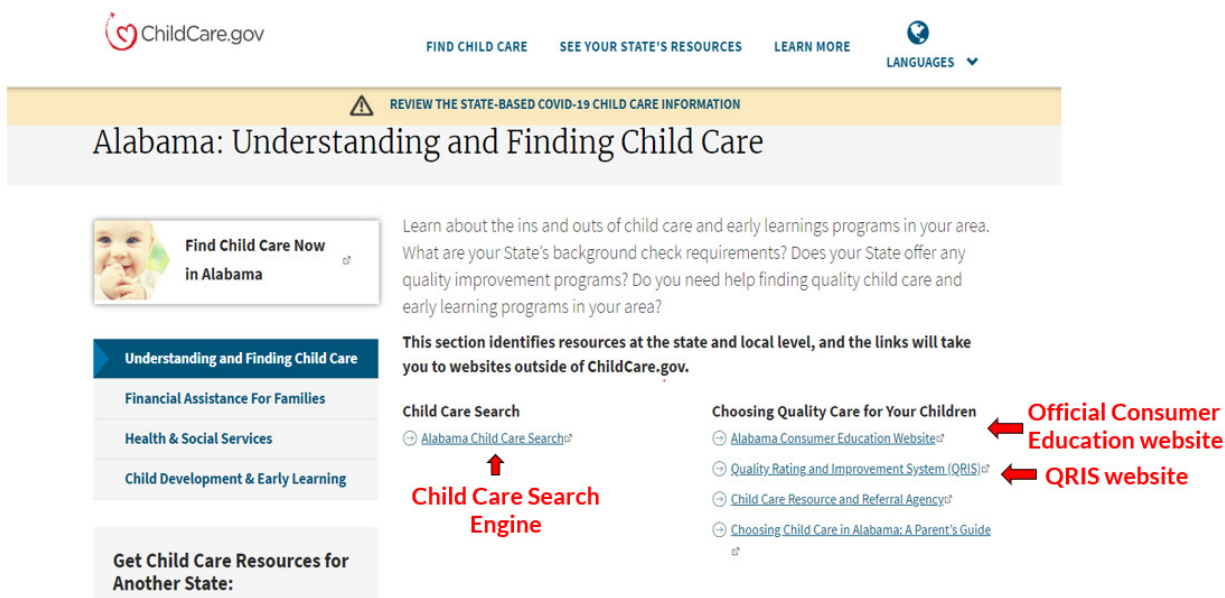 ChildCare.gov
FIND CHILD CARE
SEE YOUR STATE'S RESOURCES
LEARN MORE
LANGUAGES
REVIEW THE STATE-BASED COVID-19 CHILD CARE INFORMATION
Alabama: Understanding and Finding Child Care
Find Child Care Now
in Alabama
Understanding and Finding Child Care
Financial Assistance For Families
Health & Social Services
Child Development & Early Learning
Get Child Care Resources for
Another State:
Learn about the ins and outs of child care and early learnings programs in your area.
What are your State's background check requirements? Does your State offer any
quality improvement programs? Do you need help finding quality child care and
early learning programs in your area?
This section identifies resources at the state and local level, and the links will take
you to websites outside of ChildCare.gov.
Child Care Search
Alabama Child Care Search
Child Care Search
Engine
Choosing Quality Care for Your Children
Alabama Consumer Education Website
Quality Rating and Improvement System (QRIS)
Child Care Resource and Referral Agency
Choosing Child Care in Alabama: A Parent's Guide
Official Consumer
Education website
QRIS website